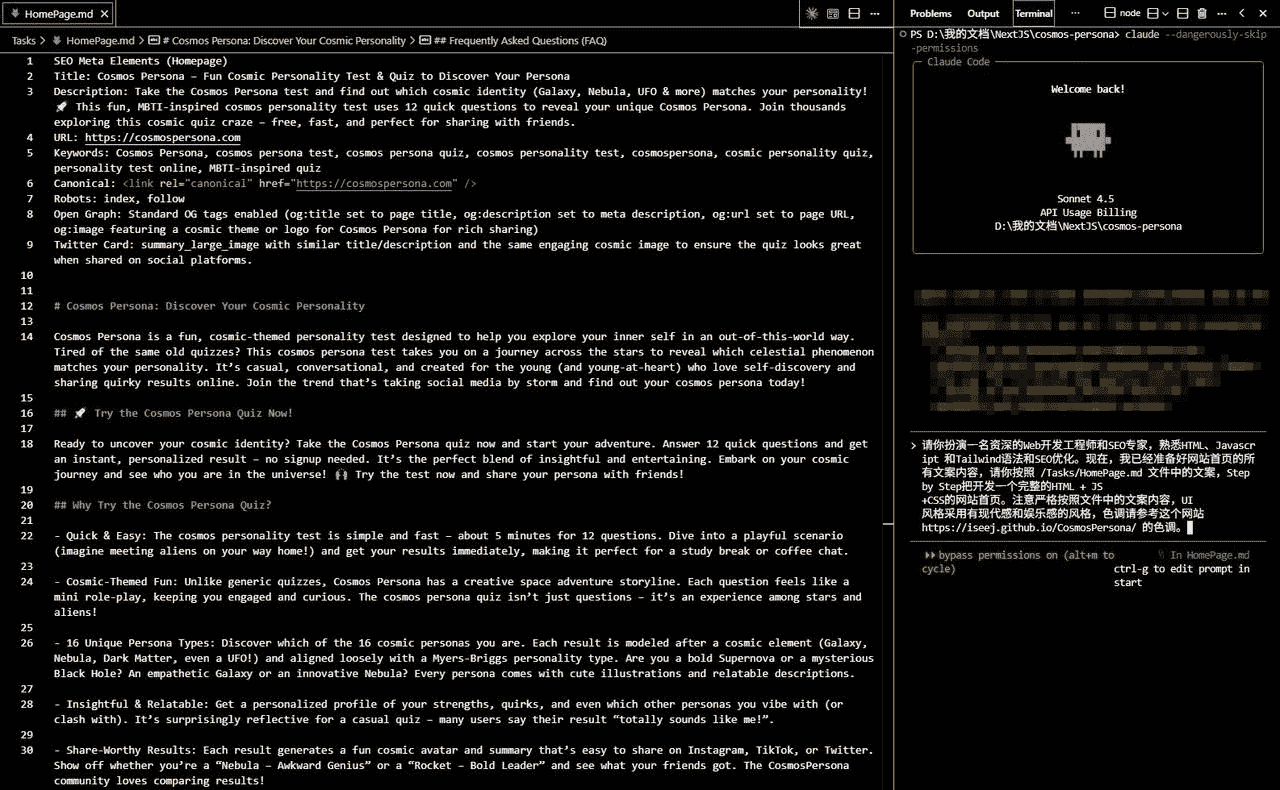 HomePage.md
Tasks > HomePage.md > # Cosmos Persona: Discover Your Cosmic Personality > ## Frequently Asked Questions (FAQ)
1 SEO Meta Elements (Homepage)
2 Title: Cosmos Persona – Fun Cosmic Personality Test & Quiz to Discover Your Persona
3 Description: Take the Cosmos Persona test and find out which cosmic identity (Galaxy, Nebula, UFO & more) matches your personality!
🚀 This fun, MBTI-inspired cosmos personality test uses 12 quick questions to reveal your unique Cosmos Persona. Join thousands
exploring this cosmic quiz craze – free, fast, and perfect for sharing with friends.
4 URL: https://cosmospersona.com
5 Keywords: Cosmos Persona, cosmos persona test, cosmos persona quiz, cosmos personality test, cosmospersona, cosmic personality quiz,
personality test online, MBTI-inspired quiz
6 Canonical: <link rel="canonical" href="https://cosmospersona.com" />
7 Robots: index, follow
8 Open Graph: Standard OG tags enabled (og:title set to page title, og:description set to meta description, og:url set to page URL,
og:image featuring a cosmic theme or logo for Cosmos Persona for rich sharing)
9 Twitter Card: summary_large_image with similar title/description and the same engaging cosmic image to ensure the quiz looks great
when shared on social platforms.
10
11
12 # Cosmos Persona: Discover Your Cosmic Personality
13
14 Cosmos Persona is a fun, cosmic-themed personality test designed to help you explore your inner self in an out-of-this-world way.
Tired of the same old quizzes? This cosmos persona test takes you on a journey across the stars to reveal which celestial phenomenon
matches your personality. It's casual, conversational, and created for the young (and young-at-heart) who love self-discovery and
sharing quirky results online. Join the trend that's taking social media by storm and find out your cosmos persona today!
15
16 ## 🚀 Try the Cosmos Persona Quiz Now!
17
18 Ready to uncover your cosmic identity? Take the Cosmos Persona quiz now and start your adventure. Answer 12 quick questions and get
an instant, personalized result – no signup needed. It's the perfect blend of insightful and entertaining. Embark on your cosmic
journey and see who you are in the universe! 🙌 Try the test now and share your persona with friends!
19
20 ## Why Try the Cosmos Persona Quiz?
21
22 - Quick & Easy: The cosmos personality test is simple and fast – about 5 minutes for 12 questions. Dive into a playful scenario
(imagine meeting aliens on your way home!) and get your results immediately, making it perfect for a study break or coffee chat.
23
24 - Cosmic-Themed Fun: Unlike generic quizzes, Cosmos Persona has a creative space adventure storyline. Each question feels like a
mini role-play, keeping you engaged and curious. The cosmos persona quiz isn't just questions – it's an experience among stars and
aliens!
25
26 - 16 Unique Persona Types: Discover which of the 16 cosmic personas you are. Each result is modeled after a cosmic element (Galaxy,
Nebula, Dark Matter, even a UFO!) and aligned loosely with a Myers-Briggs personality type. Are you a bold Supernova or a mysterious
Black Hole? An empathetic Galaxy or an innovative Nebula? Every persona comes with cute illustrations and relatable descriptions.
27
28 - Insightful & Relatable: Get a personalized profile of your strengths, quirks, and even which other personas you vibe with (or
clash with). It's surprisingly reflective for a casual quiz – many users say their result “totally sounds like me!”.
29
30 - Share-Worthy Results: Each result generates a fun cosmic avatar and summary that's easy to share on Instagram, TikTok, or Twitter.
Show off whether you're a “Nebula – Awkward Genius” or a “Rocket – Bold Leader” and see what your friends got. The CosmosPersona
community loves comparing results!
Problems Output Terminal ··· node
PS D:\我的文档\NextJS\cosmos-persona> claude --dangerously-skip
-permissions
Claude Code
Welcome back!
Sonnet 4.5
API Usage Billing
D:\我的文档\NextJS\cosmos-persona
> 请你扮演一名资深的Web开发工程师和SEO专家，熟悉HTML、Javascr
ipt 和Tailwind语法和SEO优化。现在，我已经准备好网站首页的所
有文案内容，请你按照 /Tasks/HomePage.md 文件中的文案，Step
by Step把开发一个完整的HTML + JS
+CSS的网站首页。注意严格按照文件中的文案内容，UI
风格采用有现代感和娱乐感的风格，色调请参考这个网站
https://iseej.github.io/CosmosPersona/ 的色调。
bypass permissions on (alt+m to In HomePage.md
cycle) ctrl-g to edit prompt in
start